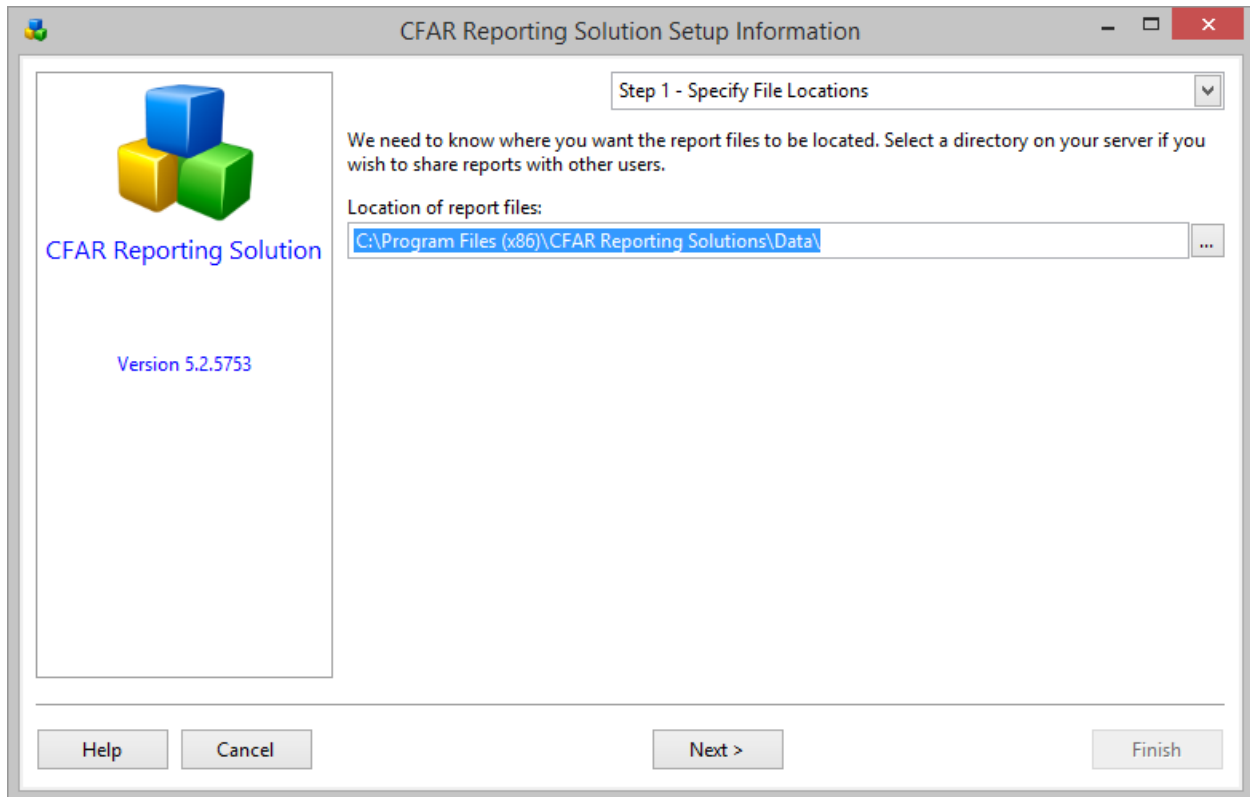 CFAR Reporting Solution Setup Information
Step 1 - Specify File Locations
We need to know where you want the report files to be located. Select a directory on your server if you
wish to share reports with other users.
Location of report files:
C:\Program Files (x86)\CFAR Reporting Solutions\Data\
...
CFAR Reporting Solution
Version 5.2.5753
Help
Cancel
Next >
Finish